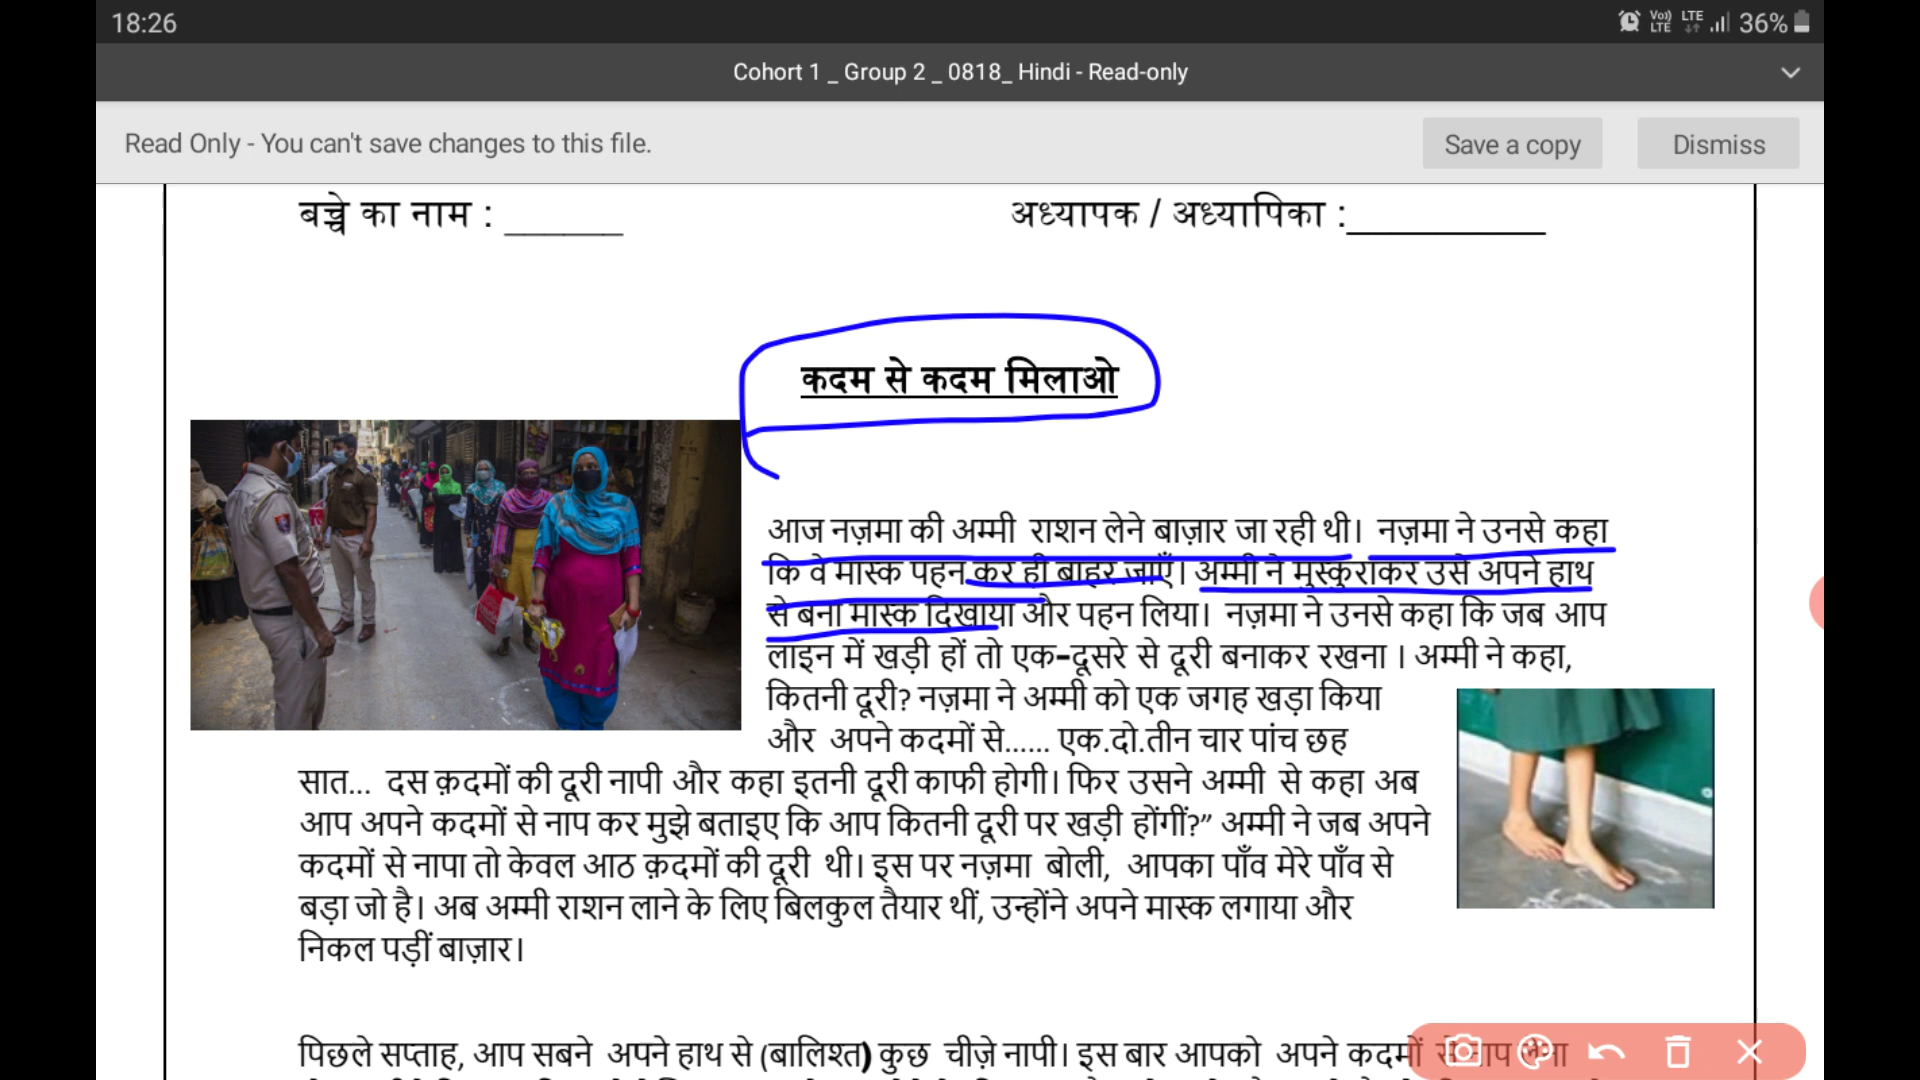 18:26
Vo)) LTE LTE 36%
Cohort 1 _ Group 2 _ 0818_ Hindi - Read-only
Read Only - You can't save changes to this file.
Save a copy
Dismiss
बच्चे का नाम : ______
अध्यापक / अध्यापिका :__________
कदम से कदम मिलाओ
आज नज़मा की अम्मी राशन लेने बाज़ार जा रही थी। नज़मा ने उनसे कहा
कि वे मास्क पहन कर ही बाहर जाएँ। अम्मी ने मुस्कुराकर उसे अपने हाथ
से बना मास्क दिखाया और पहन लिया। नज़मा ने उनसे कहा कि जब आप
लाइन में खड़ी हों तो एक-दूसरे से दूरी बनाकर रखना । अम्मी ने कहा,
कितनी दूरी? नज़मा ने अम्मी को एक जगह खड़ा किया
और अपने कदमों से...... एक.दो.तीन चार पांच छह
सात... दस क़दमों की दूरी नापी और कहा इतनी दूरी काफी होगी। फिर उसने अम्मी से कहा अब
आप अपने कदमों से नाप कर मुझे बताइए कि आप कितनी दूरी पर खड़ी होंगीं?” अम्मी ने जब अपने
कदमों से नापा तो केवल आठ क़दमों की दूरी थी। इस पर नज़मा बोली, आपका पाँव मेरे पाँव से
बड़ा जो है। अब अम्मी राशन लाने के लिए बिलकुल तैयार थीं, उन्होंने अपने मास्क लगाया और
निकल पड़ीं बाज़ार।
पिछले सप्ताह, आप सबने अपने हाथ से (बालिश्त) कुछ चीज़े नापी। इस बार आपको अपने कदमों से नाप